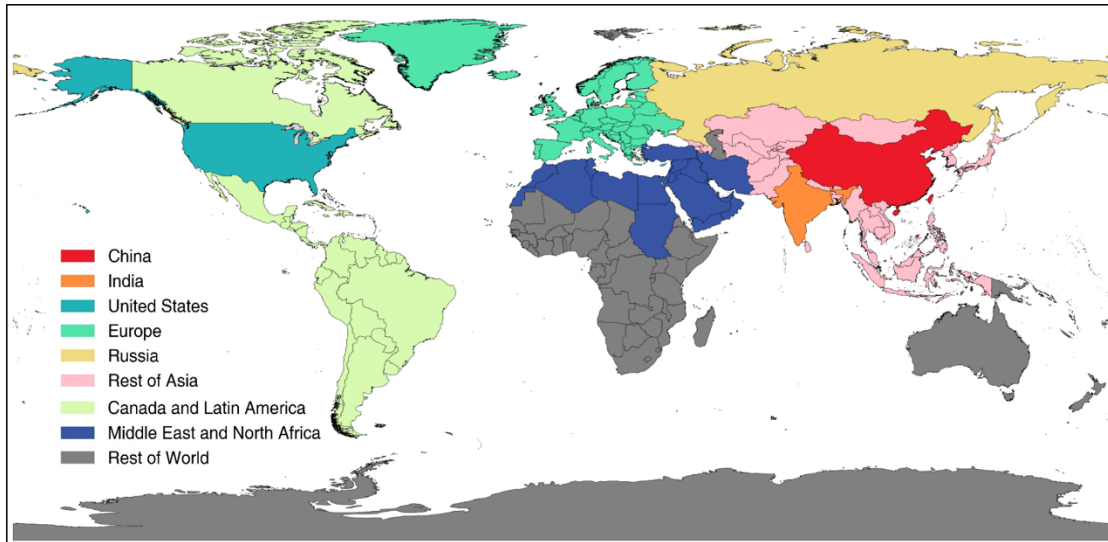 China
India
United States
Europe
Russia
Rest of Asia
Canada and Latin America
Middle East and North Africa
Rest of World